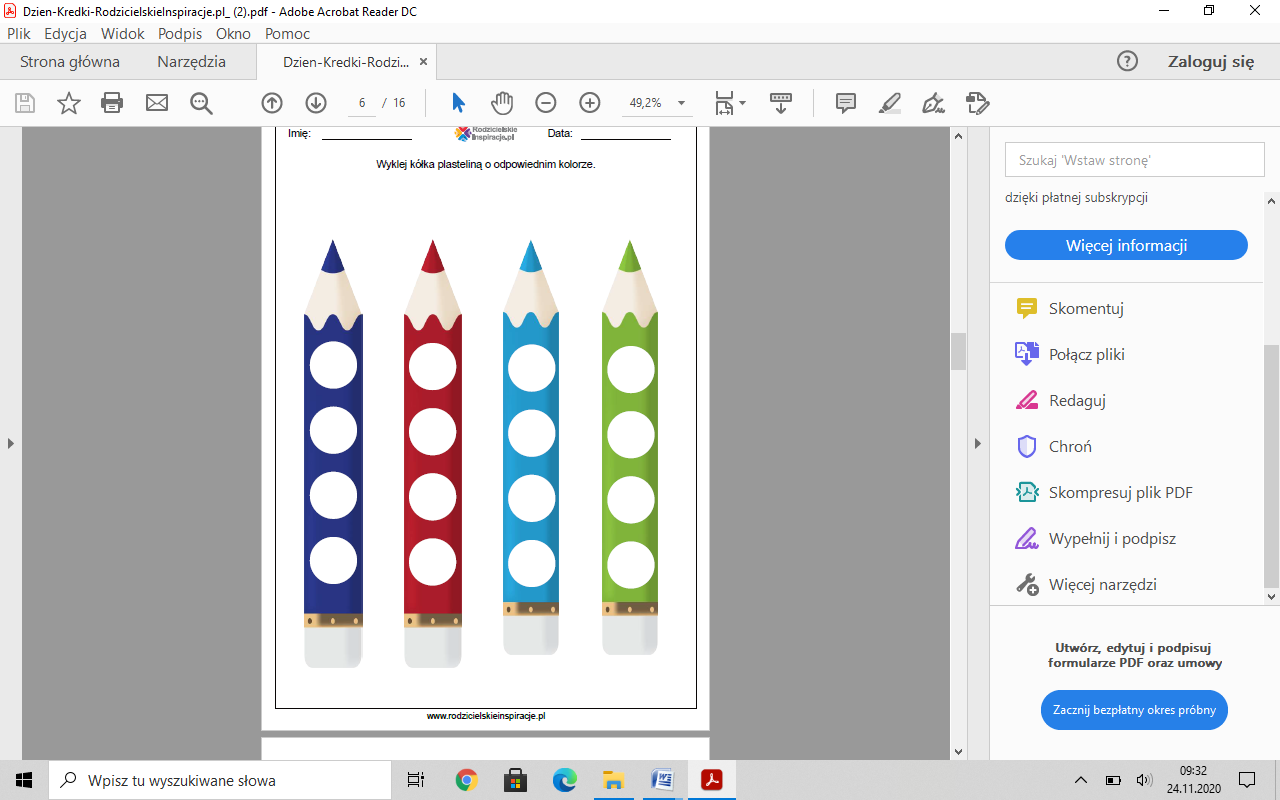 Dzien-Kredki-RodzicielskieInspiracje.pl_ (2).pdf - Adobe Acrobat Reader DC
Plik Edycja Widok Podpis Okno Pomoc
Strona główna Narzędzia Dzien-Kredki-Rodzi... × ? Zaloguj się
6 / 16 49,2%
Imię: Rodzicielskie Inspiracje.pl Data:
Wyklej kółka plasteliną o odpowiednim kolorze.
www.rodzicielskieinspiracje.pl
Szukaj 'Wstaw stronę'
dzięki płatnej subskrypcji
Więcej informacji
Skomentuj
Połącz pliki
Redaguj
Chroń
Skompresuj plik PDF
Wypełnij i podpisz
Więcej narzędzi
Utwórz, edytuj i podpisuj
formularze PDF oraz umowy
Zacznij bezpłatny okres próbny
Wpisz tu wyszukiwane słowa
09:32
24.11.2020